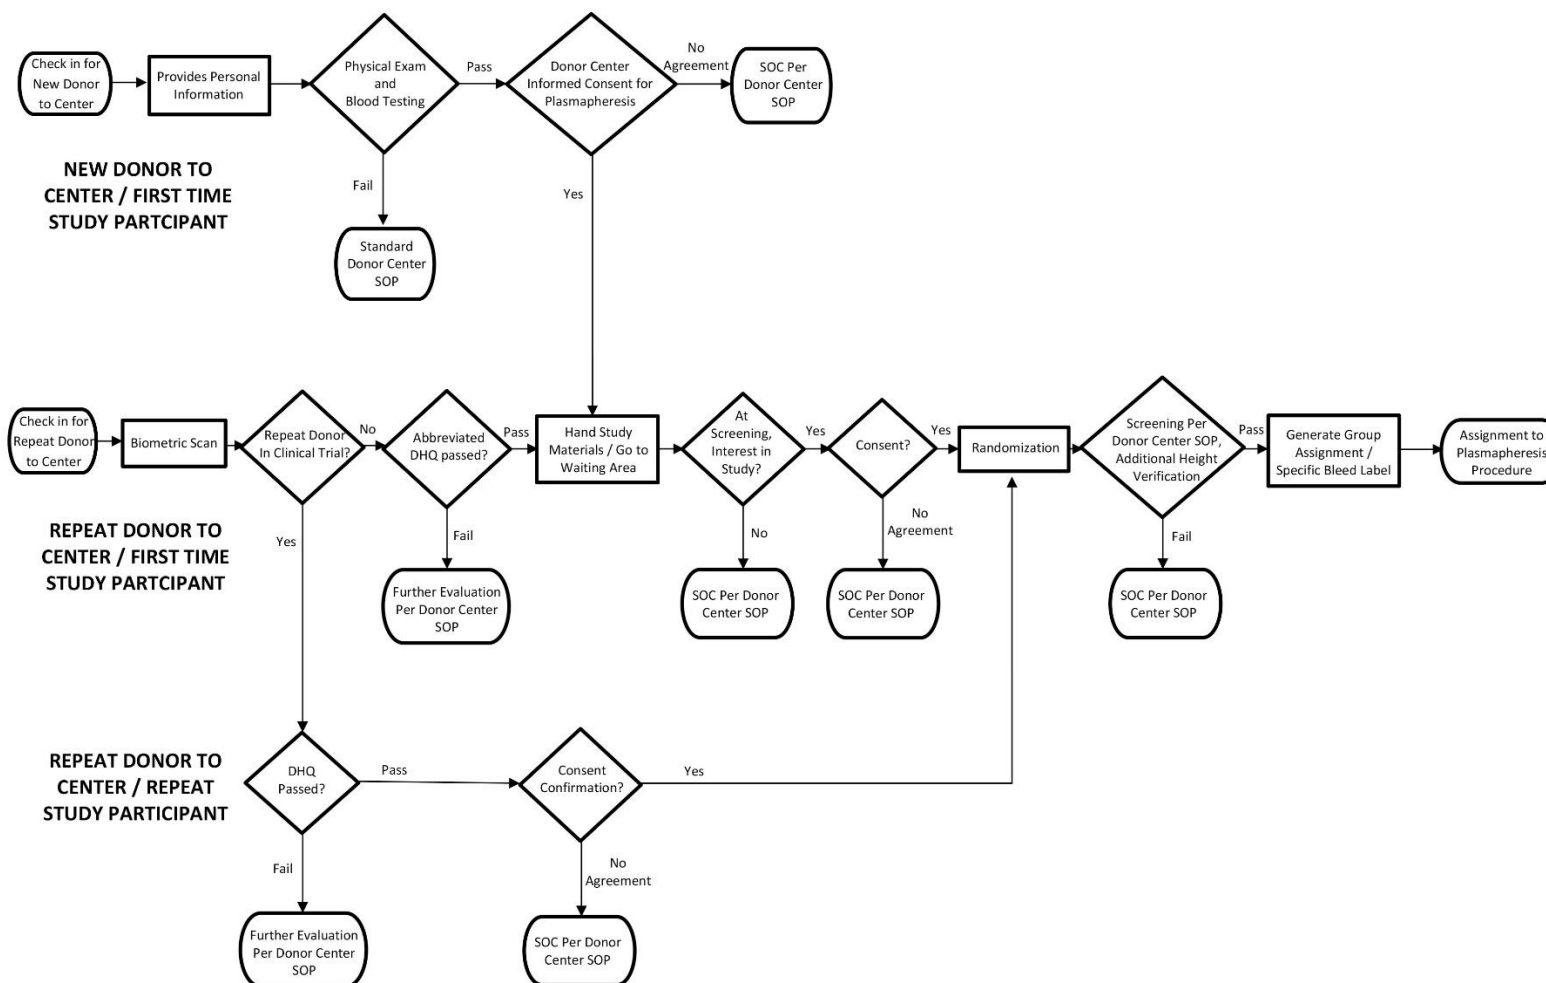 Check in for
New Donor
to Center
Provides Personal
Information
Physical Exam
and
Blood Testing
Pass
Donor Center
Informed Consent for
Plasmapheresis
No
Agreement
SOC Per
Donor Center
SOP
NEW DONOR TO
CENTER / FIRST TIME
STUDY PARTCIPANT
Fail
Standard
Donor Center
SOP
Yes
Check in for
Repeat Donor
to Center
Biometric Scan
Repeat Donor
In Clinical Trial?
No
Abbreviated
DHQ passed?
Pass
Hand Study
Materials / Go to
Waiting Area
At
Screening,
Interest in
Study?
Yes
Consent?
Yes
Randomization
Screening Per
Donor Center SOP,
Additional Height
Verification
Pass
Generate Group
Assignment /
Specific Bleed Label
Assignment to
Plasmapheresis
Procedure
REPEAT DONOR TO
CENTER / FIRST TIME
STUDY PARTCIPANT
Yes
Fail
Further Evaluation
Per Donor Center
SOP
No
SOC Per Donor
Center SOP
No
Agreement
SOC Per Donor
Center SOP
Fail
SOC Per Donor
Center SOP
REPEAT DONOR TO
CENTER / REPEAT
STUDY PARTICIPANT
DHQ
Passed?
Pass
Consent
Confirmation?
Yes
Fail
Further Evaluation
Per Donor Center
SOP
No
Agreement
SOC Per Donor
Center SOP